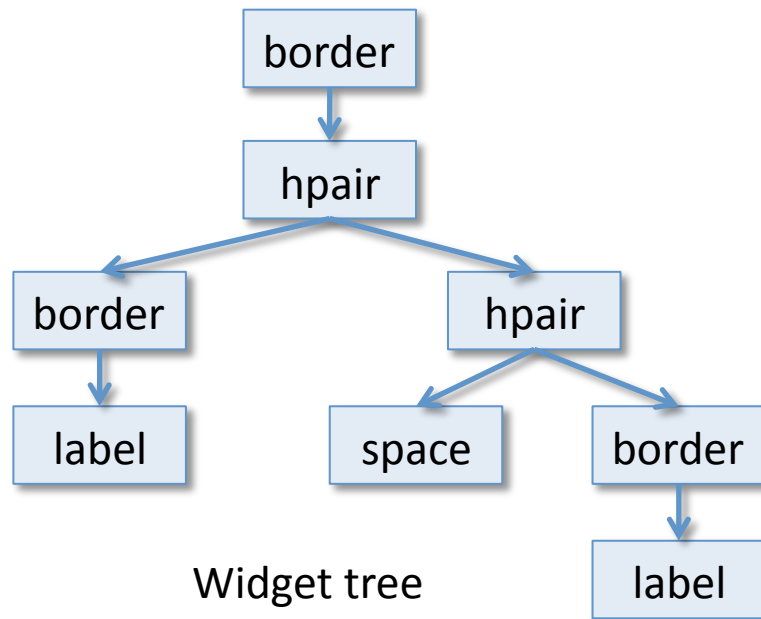 border
hpair
border
hpair
label
space
border
Widget tree
label